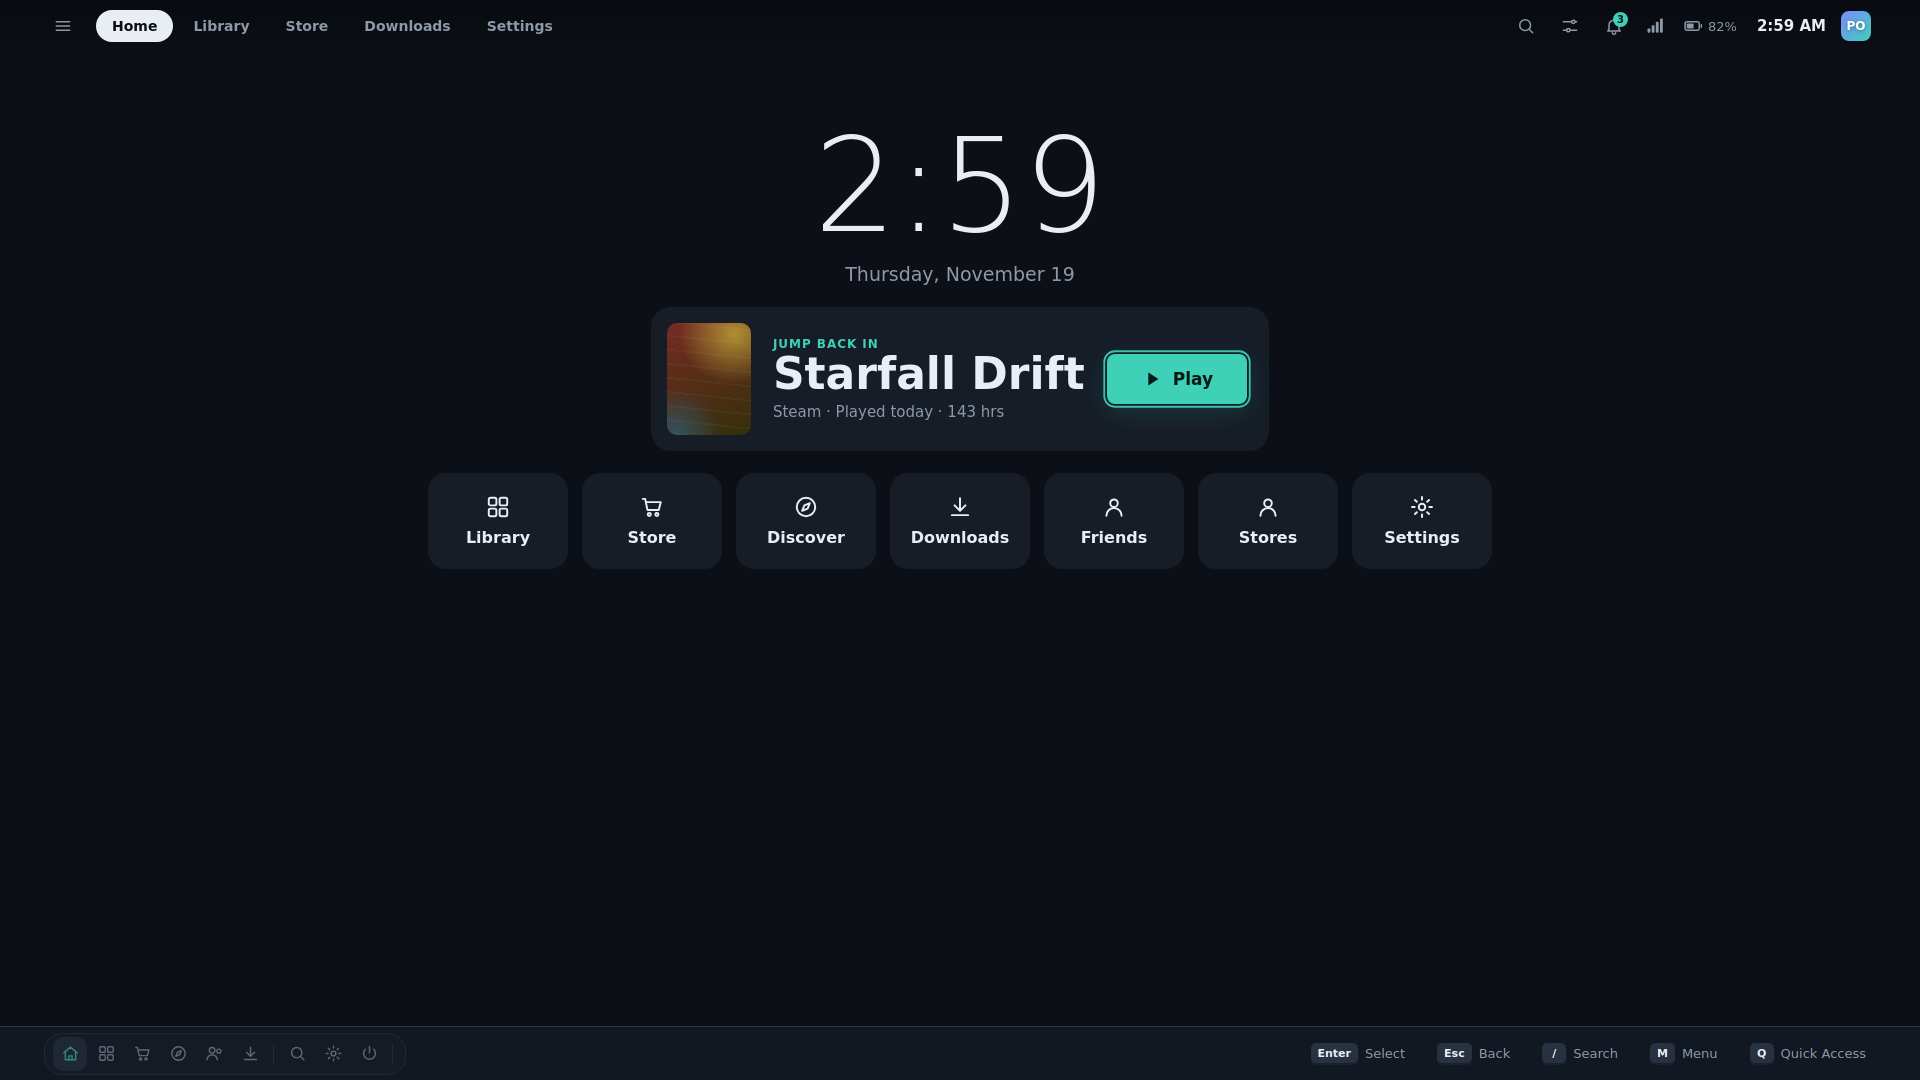 Home Library Store Downloads Settings 3 82% 2:59 AM PO
2:59
Thursday, November 19
JUMP BACK IN
Starfall Drift
Steam · Played today · 143 hrs
Play
Library Store Discover Downloads Friends Stores Settings
Enter Select Esc Back / Search M Menu Q Quick Access